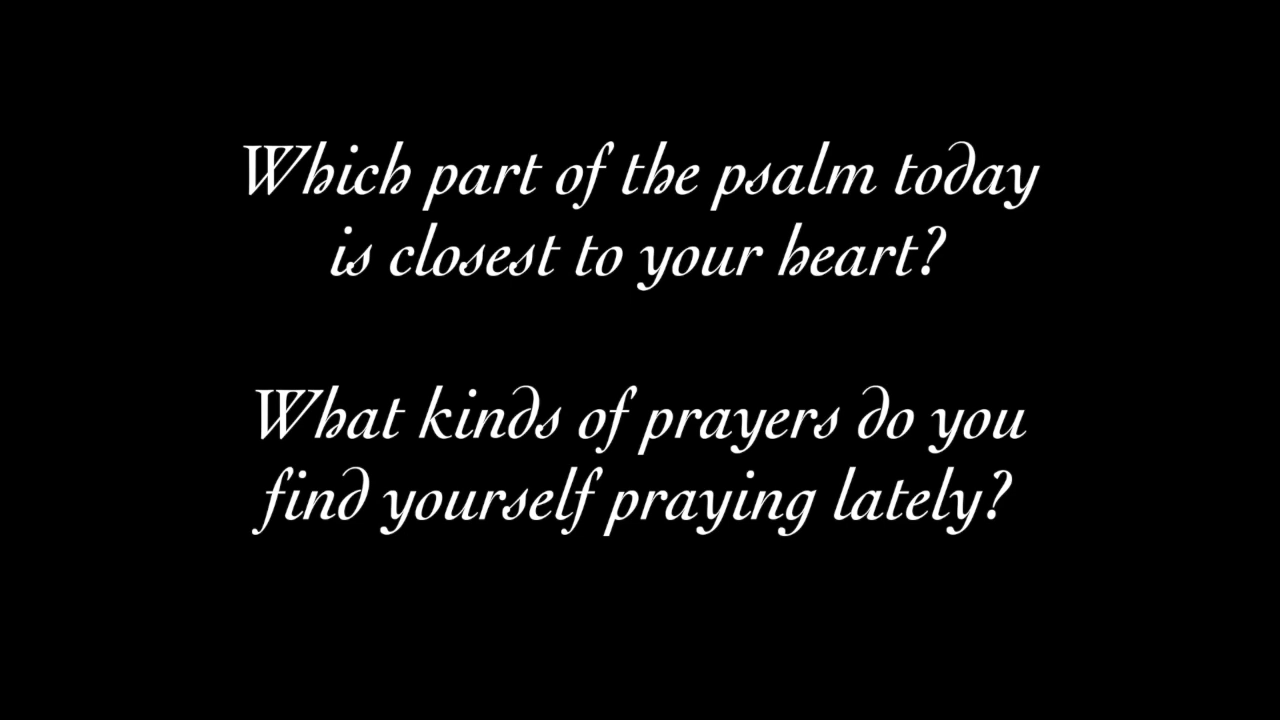 Which part of the psalm today
is closest to your heart?
What kinds of prayers do you
find yourself praying lately?